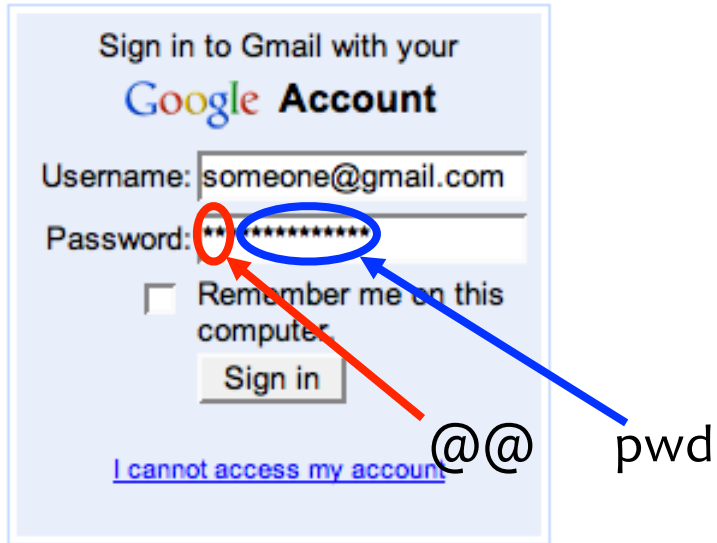 Sign in to Gmail with your
Google Account
Username: someone@gmail.com
Password: ****************
Remember me on this
computer.
Sign in
@@ pwd
I cannot access my account